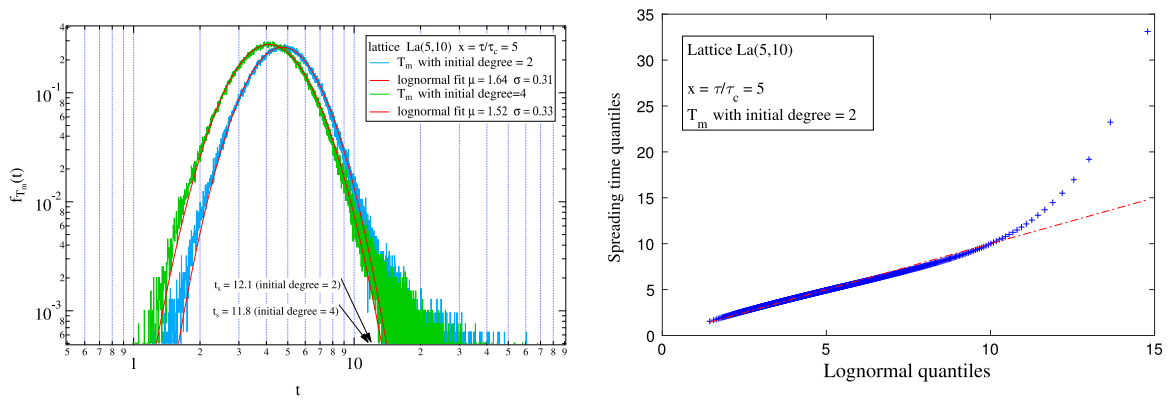 4
2
10⁻¹
8
6
4
2
10⁻²
8
6
4
2
10⁻³
8
6
f_{T_m}(t)
lattice La(5,10) x = τ/τ_c = 5
T_m with initial degree = 2
lognormal fit μ = 1.64 σ = 0.31
T_m with initial degree=4
lognormal fit μ = 1.52 σ = 0.33
t_s = 12.1 (initial degree = 2)
t_s = 11.8 (initial degree = 4)
5 6 7 8 9 1 2 3 4 5 6 7 8 9 10 2 3 4 5 6 7 8 9
t
35
30
25
20
15
10
5
0
Spreading time quantiles
Lattice La(5,10)
x = τ/τ_c = 5
T_m with initial degree = 2
0 5 10 15
Lognormal quantiles